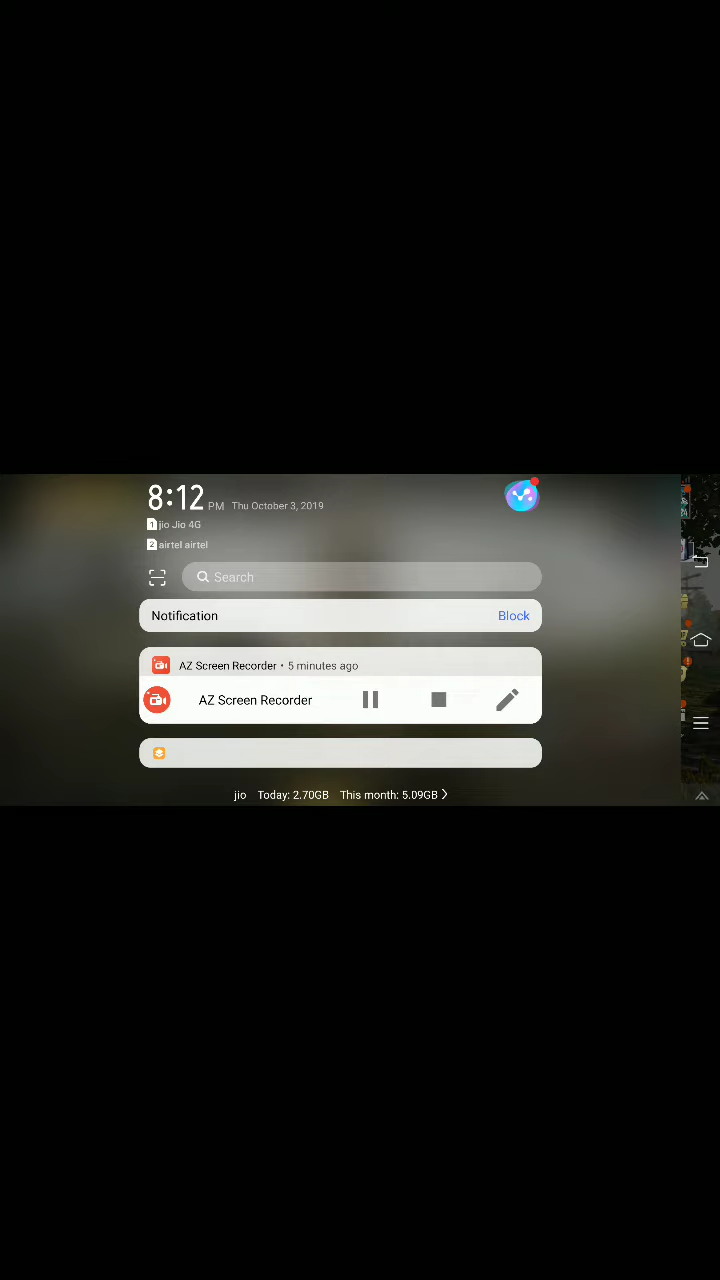 8:12 PM Thu October 3, 2019
1 jio Jio 4G
2 airtel airtel
Search
Notification Block
AZ Screen Recorder • 5 minutes ago
AZ Screen Recorder
jio Today: 2.70GB This month: 5.09GB